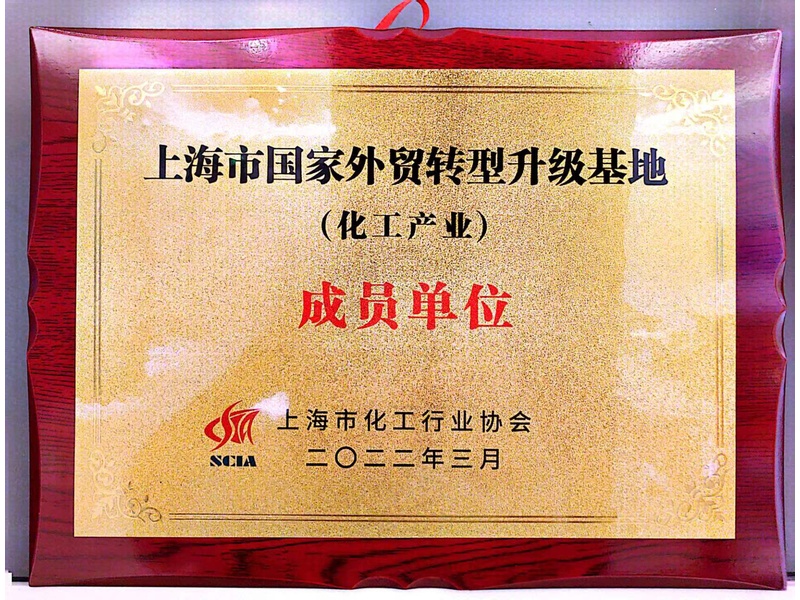 上海市国家外贸转型升级基地
（化工产业）
成员单位
上海市化工行业协会
SCIA
二〇二二年三月